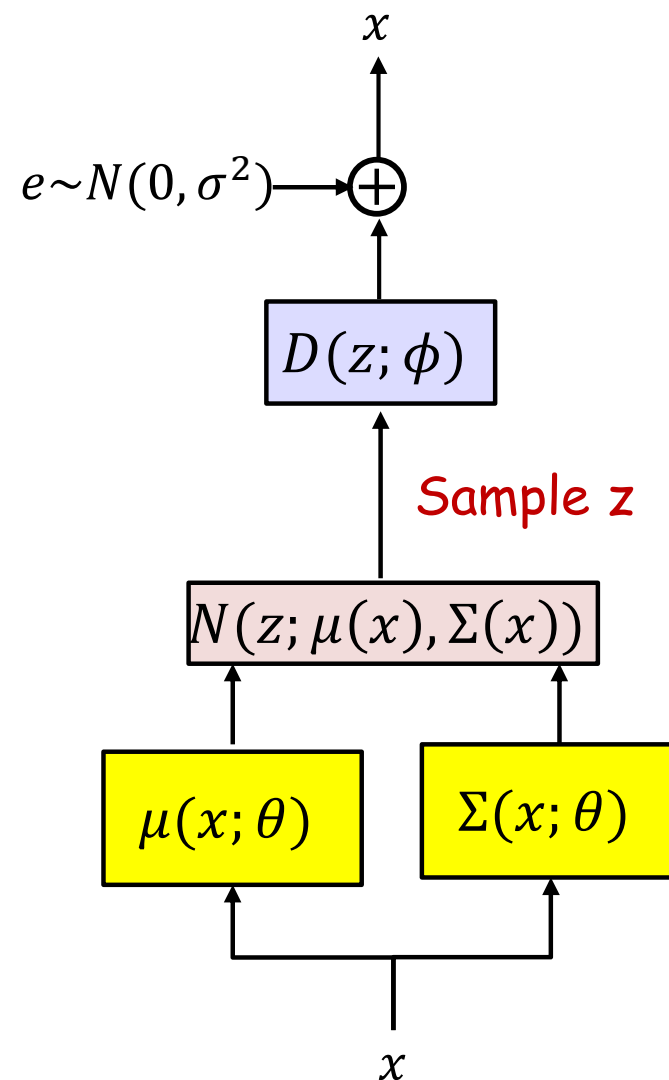 x
e~N(0, σ²)
+
D(z; ϕ)
Sample z
N(z; μ(x), Σ(x))
μ(x; θ)
Σ(x; θ)
x